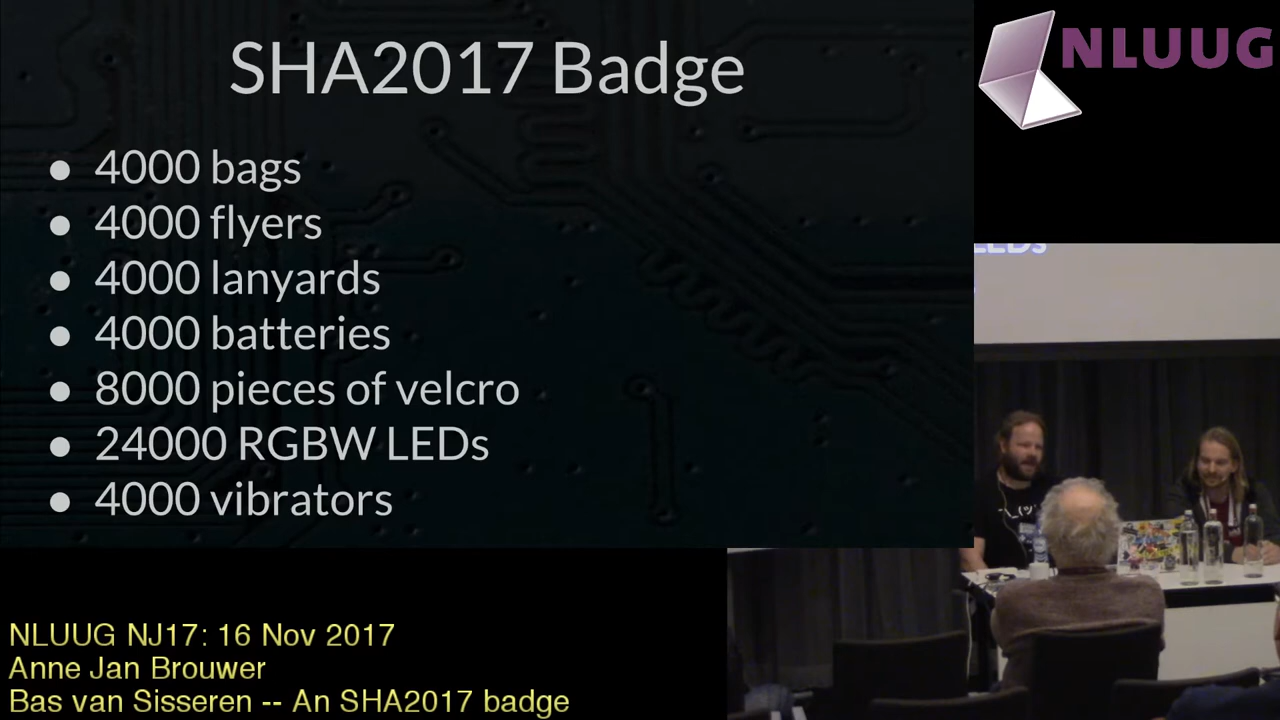 SHA2017 Badge
● 4000 bags
● 4000 flyers
● 4000 lanyards
● 4000 batteries
● 8000 pieces of velcro
● 24000 RGBW LEDs
● 4000 vibrators
NLUUG
LEDs
NLUUG NJ17: 16 Nov 2017
Anne Jan Brouwer
Bas van Sisseren -- An SHA2017 badge